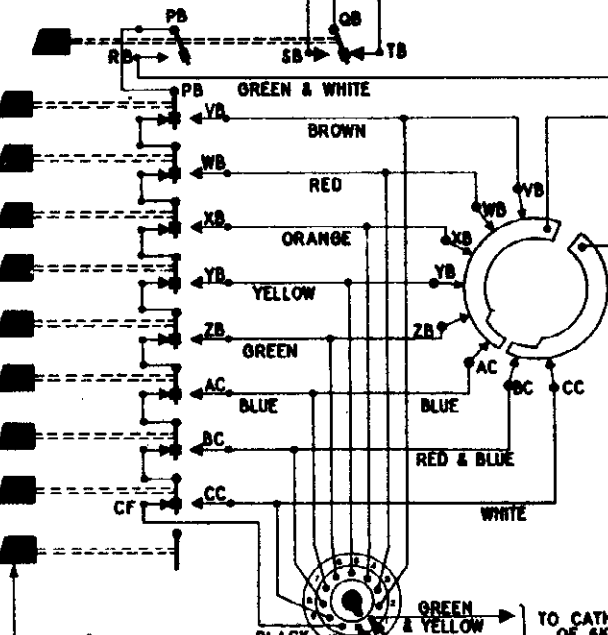 PB
QB
RB
SB
TB
PB
GREEN & WHITE
VB
BROWN
WB
RED
VB
WB
XB
ORANGE
XB
YB
YELLOW
YB
ZB
GREEN
ZB
AC
BLUE
BLUE
AC
BC
RED & BLUE
BC
CC
CC
CF
WHITE
GREEN
& YELLOW
BLACK